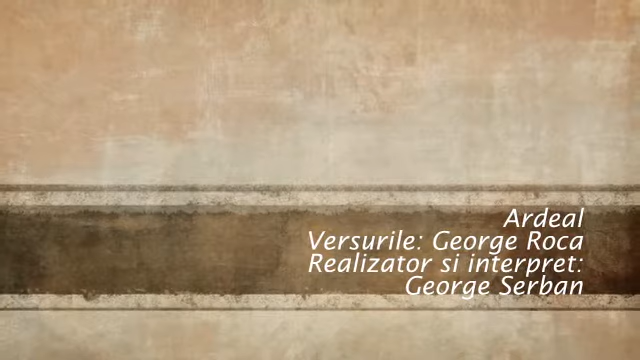 Ardeal
Versurile: George Roca
Realizator si interpret:
George Serban